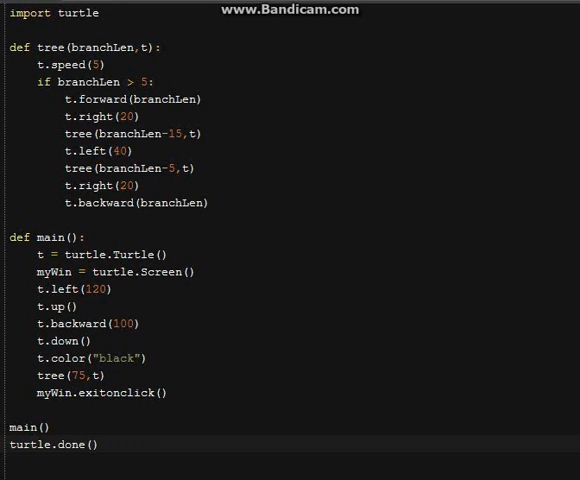 www.Bandicam.com
import turtle
def tree(branchLen,t):
    t.speed(5)
    if branchLen > 5:
        t.forward(branchLen)
        t.right(20)
        tree(branchLen-15,t)
        t.left(40)
        tree(branchLen-5,t)
        t.right(20)
        t.backward(branchLen)
def main():
    t = turtle.Turtle()
    myWin = turtle.Screen()
    t.left(120)
    t.up()
    t.backward(100)
    t.down()
    t.color("black")
    tree(75,t)
    myWin.exitonclick()
main()
turtle.done()